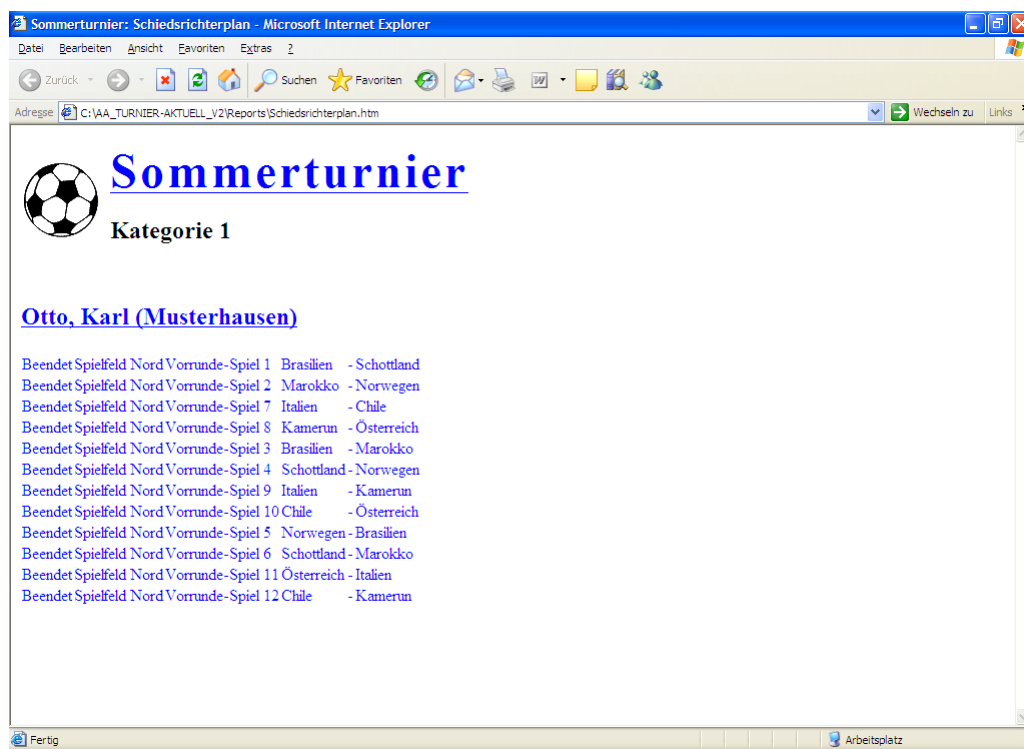 Sommerturnier: Schiedsrichterplan - Microsoft Internet Explorer
Datei Bearbeiten Ansicht Favoriten Extras ?
Zurück Suchen Favoriten
Adresse C:\AA_TURNIER-AKTUELL_V2\Reports\Schiedsrichterplan.htm Wechseln zu Links
Sommerturnier
Kategorie 1
Otto, Karl (Musterhausen)
Beendet Spielfeld Nord Vorrunde-Spiel 1 Brasilien - Schottland
Beendet Spielfeld Nord Vorrunde-Spiel 2 Marokko - Norwegen
Beendet Spielfeld Nord Vorrunde-Spiel 7 Italien - Chile
Beendet Spielfeld Nord Vorrunde-Spiel 8 Kamerun - Österreich
Beendet Spielfeld Nord Vorrunde-Spiel 3 Brasilien - Marokko
Beendet Spielfeld Nord Vorrunde-Spiel 4 Schottland - Norwegen
Beendet Spielfeld Nord Vorrunde-Spiel 9 Italien - Kamerun
Beendet Spielfeld Nord Vorrunde-Spiel 10 Chile - Österreich
Beendet Spielfeld Nord Vorrunde-Spiel 5 Norwegen - Brasilien
Beendet Spielfeld Nord Vorrunde-Spiel 6 Schottland - Marokko
Beendet Spielfeld Nord Vorrunde-Spiel 11 Österreich - Italien
Beendet Spielfeld Nord Vorrunde-Spiel 12 Chile - Kamerun
Fertig Arbeitsplatz